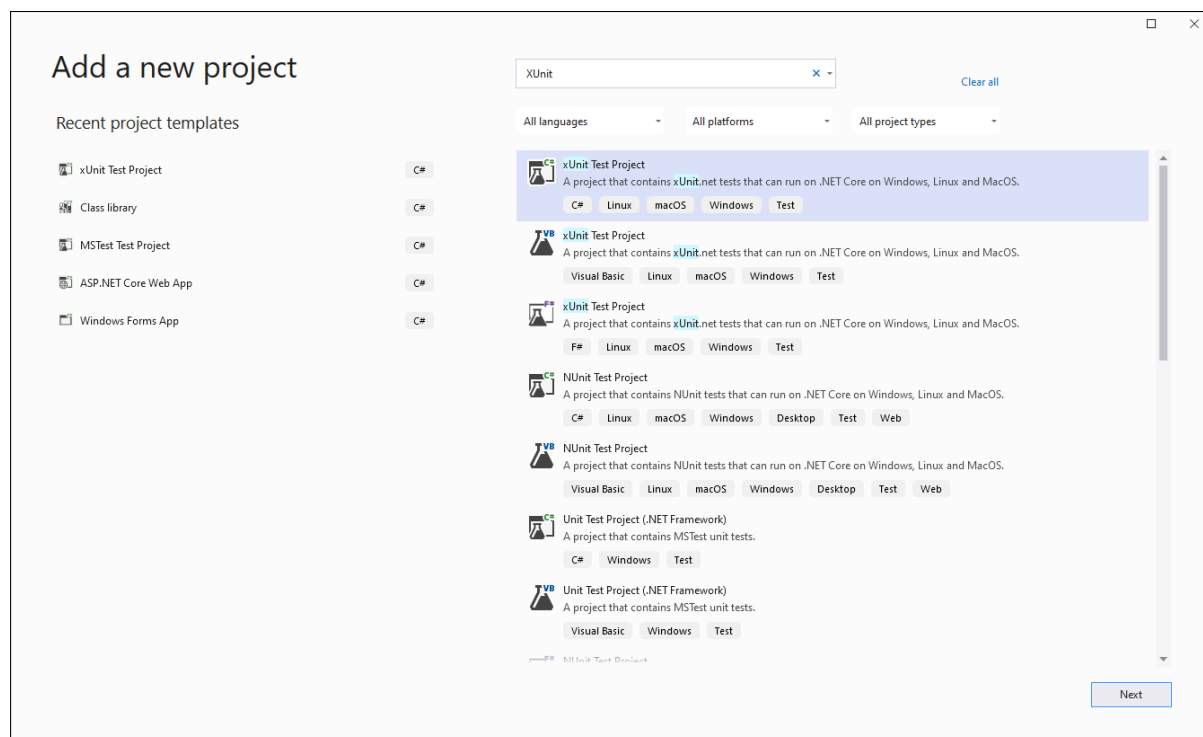 Add a new project
Recent project templates
xUnit Test Project C#
Class library C#
MSTest Test Project C#
ASP.NET Core Web App C#
Windows Forms App C#
XUnit
Clear all
All languages All platforms All project types
C#
xUnit Test Project
A project that contains xUnit.net tests that can run on .NET Core on Windows, Linux and MacOS.
C# Linux macOS Windows Test
VB
xUnit Test Project
A project that contains xUnit.net tests that can run on .NET Core on Windows, Linux and MacOS.
Visual Basic Linux macOS Windows Test
F#
xUnit Test Project
A project that contains xUnit.net tests that can run on .NET Core on Windows, Linux and MacOS.
F# Linux macOS Windows Test
C#
NUnit Test Project
A project that contains NUnit tests that can run on .NET Core on Windows, Linux and MacOS.
C# Linux macOS Windows Desktop Test Web
VB
NUnit Test Project
A project that contains NUnit tests that can run on .NET Core on Windows, Linux and MacOS.
Visual Basic Linux macOS Windows Desktop Test Web
C#
Unit Test Project (.NET Framework)
A project that contains MSTest unit tests.
C# Windows Test
VB
Unit Test Project (.NET Framework)
A project that contains MSTest unit tests.
Visual Basic Windows Test
F#
NUnit Test Project
Next